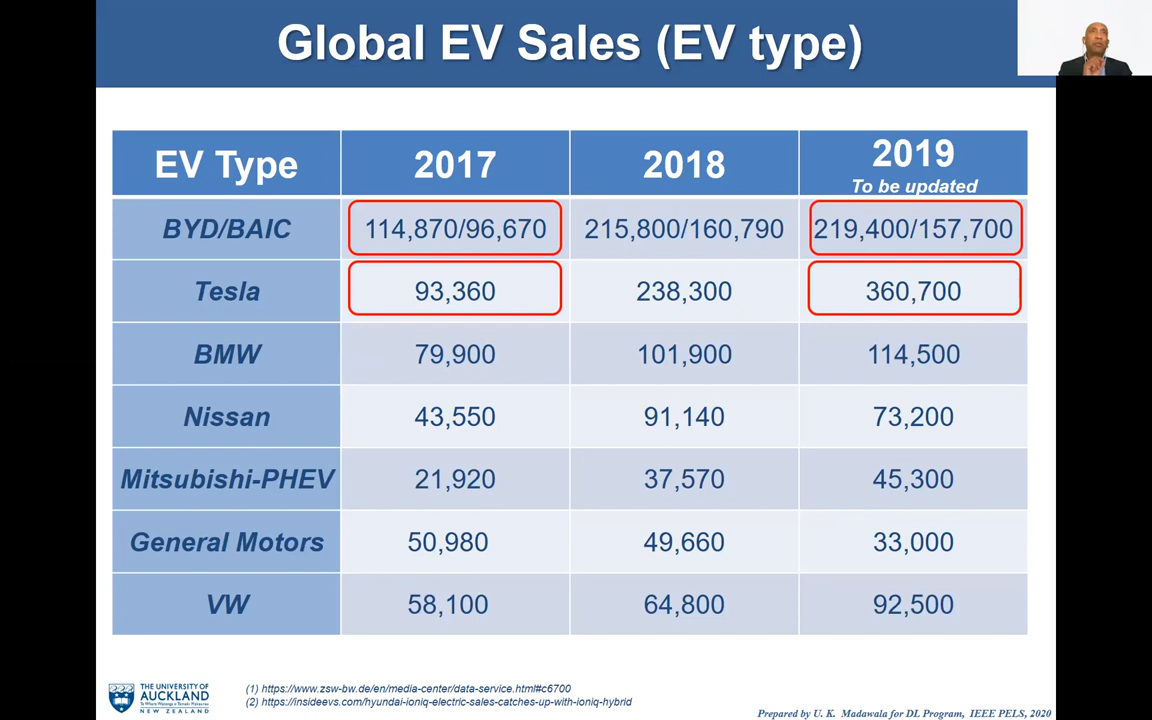 Global EV Sales (EV type)
EV Type 2017 2018 2019
To be updated
BYD/BAIC 114,870/96,670 215,800/160,790 219,400/157,700
Tesla 93,360 238,300 360,700
BMW 79,900 101,900 114,500
Nissan 43,550 91,140 73,200
Mitsubishi-PHEV 21,920 37,570 45,300
General Motors 50,980 49,660 33,000
VW 58,100 64,800 92,500
THE UNIVERSITY OF
AUCKLAND
NEW ZEALAND
(1) https://www.zsw-bw.de/en/media-center/data-service.html#c6700
(2) https://insideevs.com/hyundai-ioniq-electric-sales-catches-up-with-ioniq-hybrid
Prepared by U. K. Madawala for DL Program, IEEE PELS, 2020